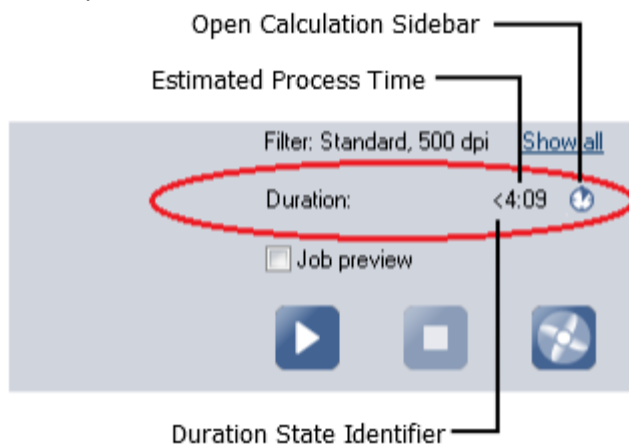 Open Calculation Sidebar
Estimated Process Time
Filter: Standard, 500 dpi Show all
Duration: <4:09
Job preview
Duration State Identifier